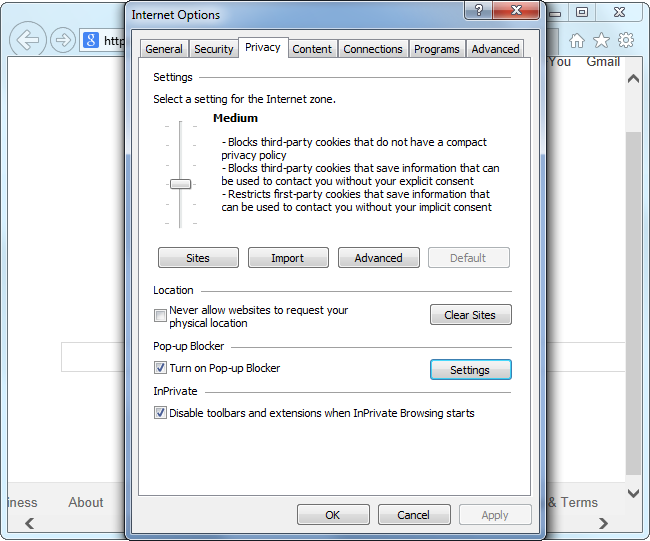 Internet Options
?
http
You Gmail
General Security Privacy Content Connections Programs Advanced
Settings
Select a setting for the Internet zone.
Medium
- Blocks third-party cookies that do not have a compact
privacy policy
- Blocks third-party cookies that save information that can
be used to contact you without your explicit consent
- Restricts first-party cookies that save information that
can be used to contact you without your implicit consent
Sites Import Advanced Default
Location
Never allow websites to request your
physical location
Clear Sites
Pop-up Blocker
Turn on Pop-up Blocker
Settings
InPrivate
Disable toolbars and extensions when InPrivate Browsing starts
iness About & Terms
OK Cancel Apply